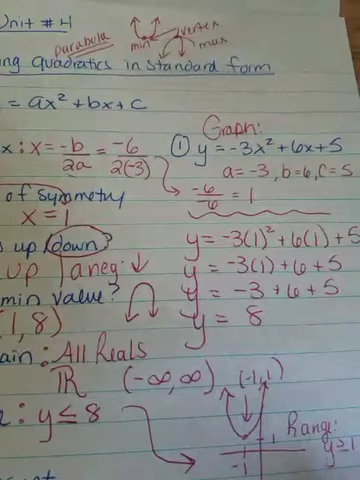 Unit #4
parabola
min vertex
max
ing quadratics in standard form
= ax² + bx + c
Graph:
x : x = -b/2a = -6/2(-3)
① y = -3x² + 6x + 5
a = -3, b = 6, c = 5
-6/-6 = 1
of symmetry
x = 1
up / down?
y = -3(1)² + 6(1) + 5
UP | a neg: ↓
y = -3(1) + 6 + 5
min value?
y = -3 + 6 + 5
1, 8)
y = 8
ain : All Reals
ℝ (-∞, ∞)
(-1, 1)
: y ≤ 8
Range:
y ≥ 1
1
-1